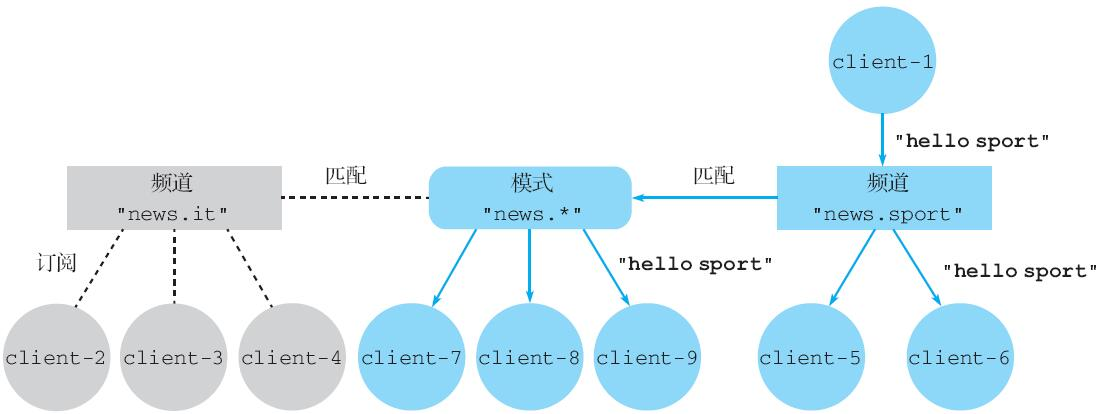 client-1
"hello sport"
频道
"news.it"
匹配
模式
"news.*"
匹配
频道
"news.sport"
订阅
"hello sport"
"hello sport"
client-2
client-3
client-4
client-7
client-8
client-9
client-5
client-6